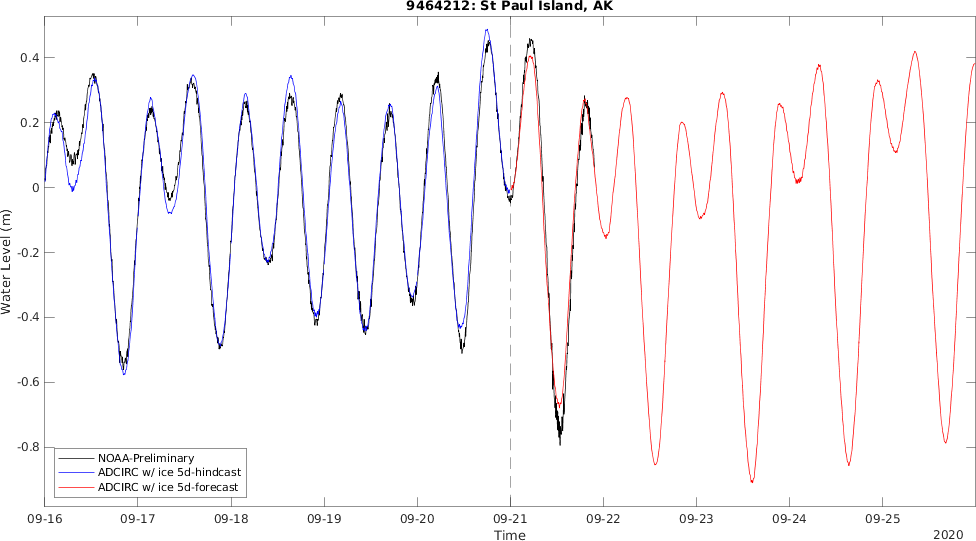 9464212: St Paul Island, AK
Water Level (m)
0.4
0.2
0
-0.2
-0.4
-0.6
-0.8
NOAA-Preliminary
ADCIRC w/ ice 5d-hindcast
ADCIRC w/ ice 5d-forecast
09-16 09-17 09-18 09-19 09-20 09-21 09-22 09-23 09-24 09-25
Time
2020